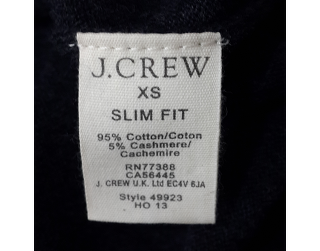 J.CREW
XS
SLIM FIT
95% Cotton/Coton
5% Cashmere/
Cachemire
RN77388
CA56445
J. CREW U.K. Ltd EC4V 6JA
Style 49923
HO 13